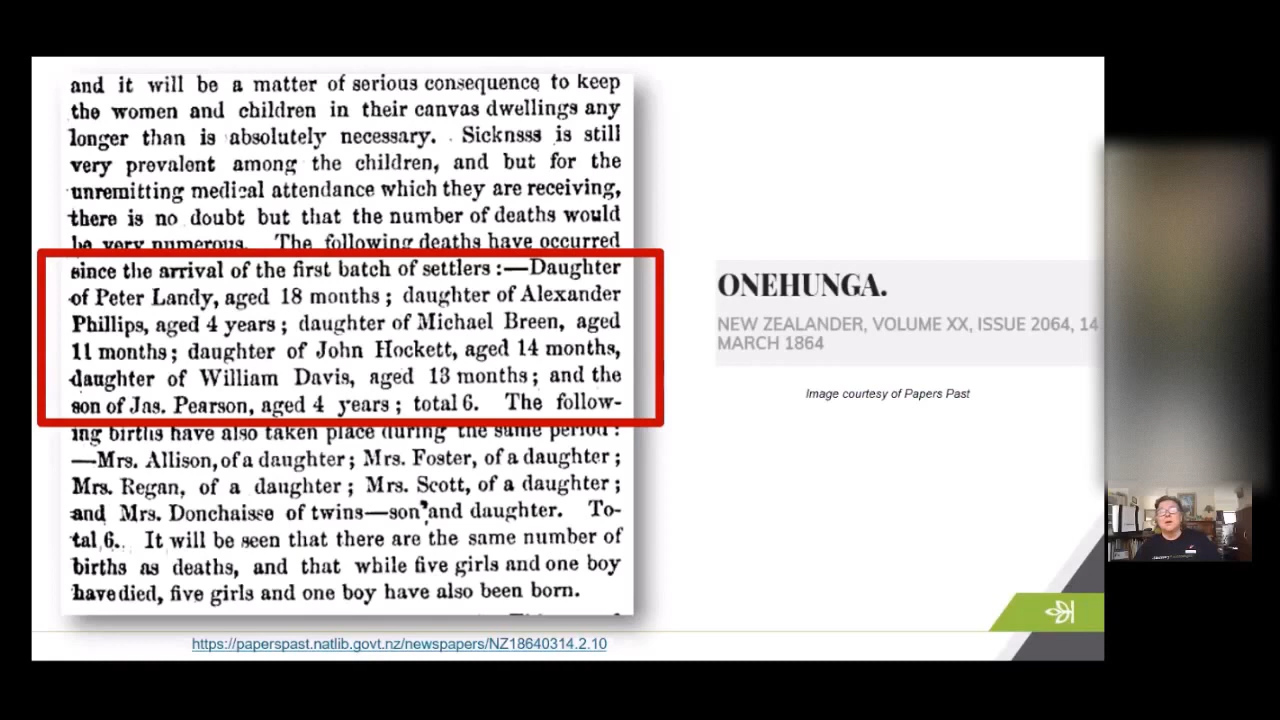 and it will be a matter of serious consequence to keep
the women and children in their canvas dwellings any
longer than is absolutely necessary. Sicknsss is still
very prevalent among the children, and but for the
unremitting medical attendance which they are receiving,
there is no doubt but that the number of deaths would
be very numerous. The following deaths have occurred
since the arrival of the first batch of settlers :—Daughter
of Peter Landy, aged 18 months ; daughter of Alexander
Phillips, aged 4 years ; daughter of Michael Breen, aged
11 months ; daughter of John Hockett, aged 14 months,
daughter of William Davis, aged 13 months ; and the
son of Jas. Pearson, aged 4 years ; total 6. The follow-
ing births have also taken place during the same period :
—Mrs. Allison, of a daughter ; Mrs. Foster, of a daughter ;
Mrs. Regan, of a daughter ; Mrs. Scott, of a daughter ;
and Mrs. Donchaisse of twins—son and daughter. To-
tal 6. It will be seen that there are the same number of
births as deaths, and that while five girls and one boy
have died, five girls and one boy have also been born.
https://paperspast.natlib.govt.nz/newspapers/NZ18640314.2.10
ONEHUNGA.
NEW ZEALANDER, VOLUME XX, ISSUE 2064, 14
MARCH 1864
Image courtesy of Papers Past